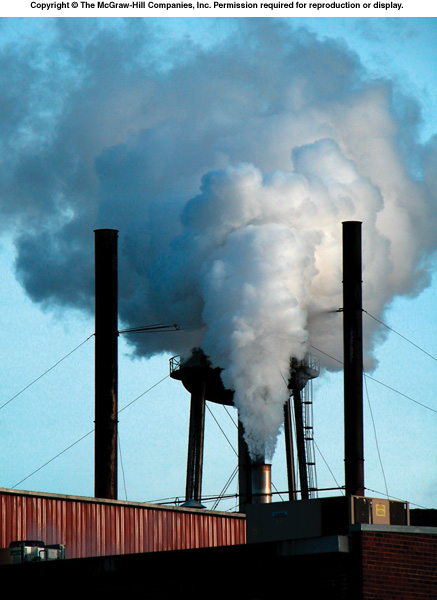 Copyright © The McGraw-Hill Companies, Inc. Permission required for reproduction or display.